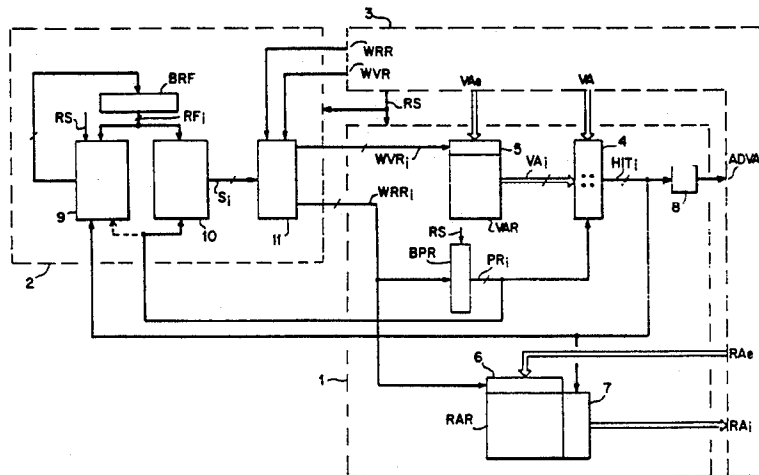 3
WRR
WVR
BRF
VAe
VA
RS
RFi
RS
4
5
WVRi
VAi
HiTi
ADVA
Si
WRRi
8
9
10
11
VAR
RS
BPR
PRi
2
6
7
RAe
1
RAR
RAi